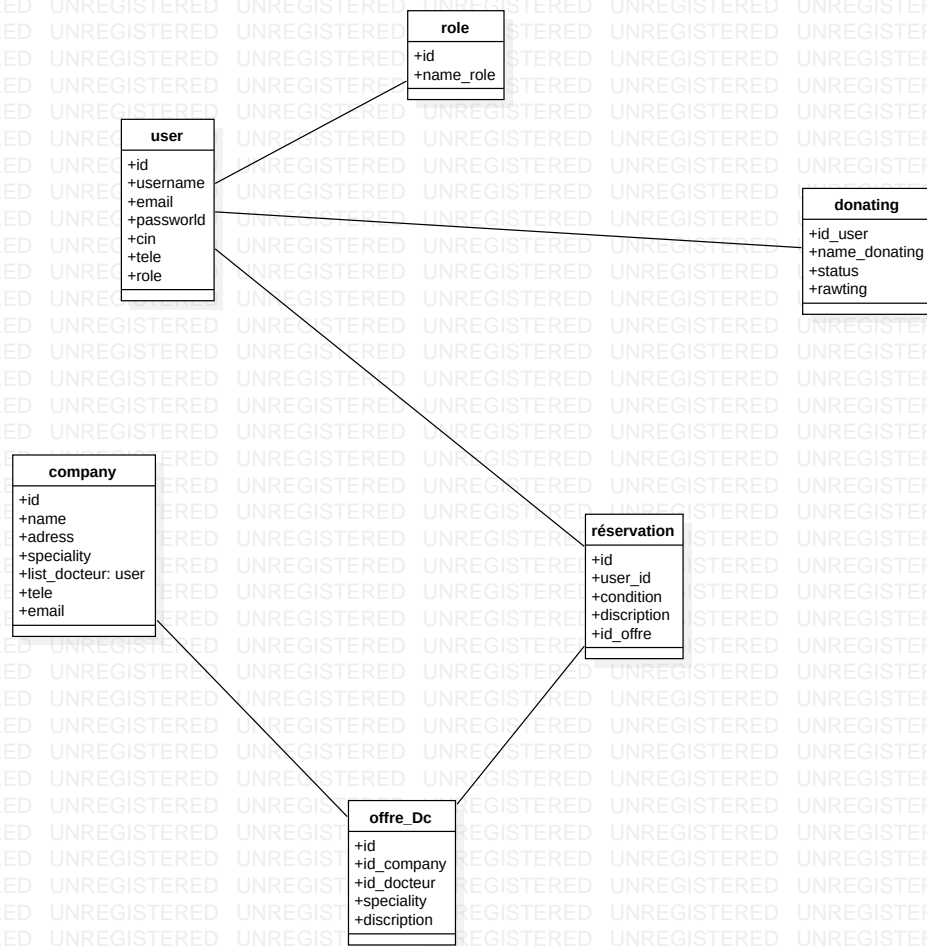 role
+id
+name_role
user
+id
+username
+email
+passworld
+cin
+tele
+role
donating
+id_user
+name_donating
+status
+rawting
company
+id
+name
+adress
+speciality
+list_docteur: user
+tele
+email
réservation
+id
+user_id
+condition
+discription
+id_offre
offre_Dc
+id
+id_company
+id_docteur
+speciality
+discription
UNREGISTERED